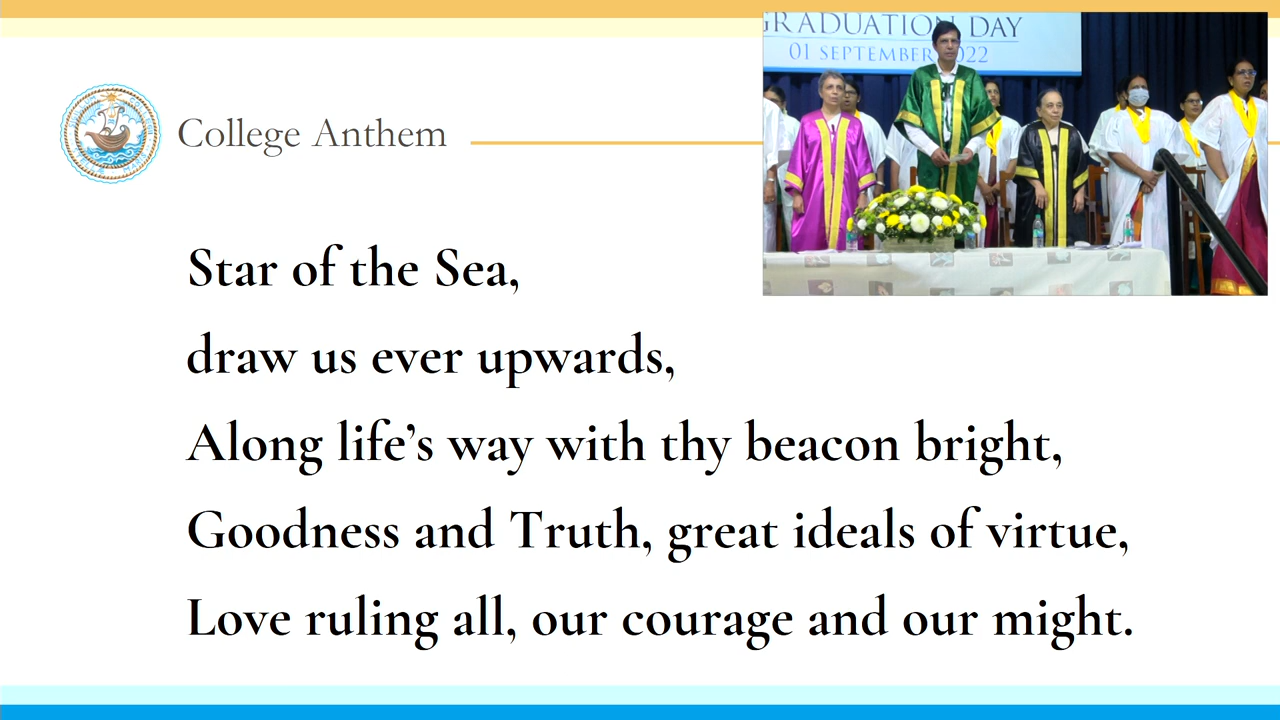 GRADUATION DAY
01 SEPTEMBER 2022
College Anthem
Star of the Sea,
draw us ever upwards,
Along life’s way with thy beacon bright,
Goodness and Truth, great ideals of virtue,
Love ruling all, our courage and our might.